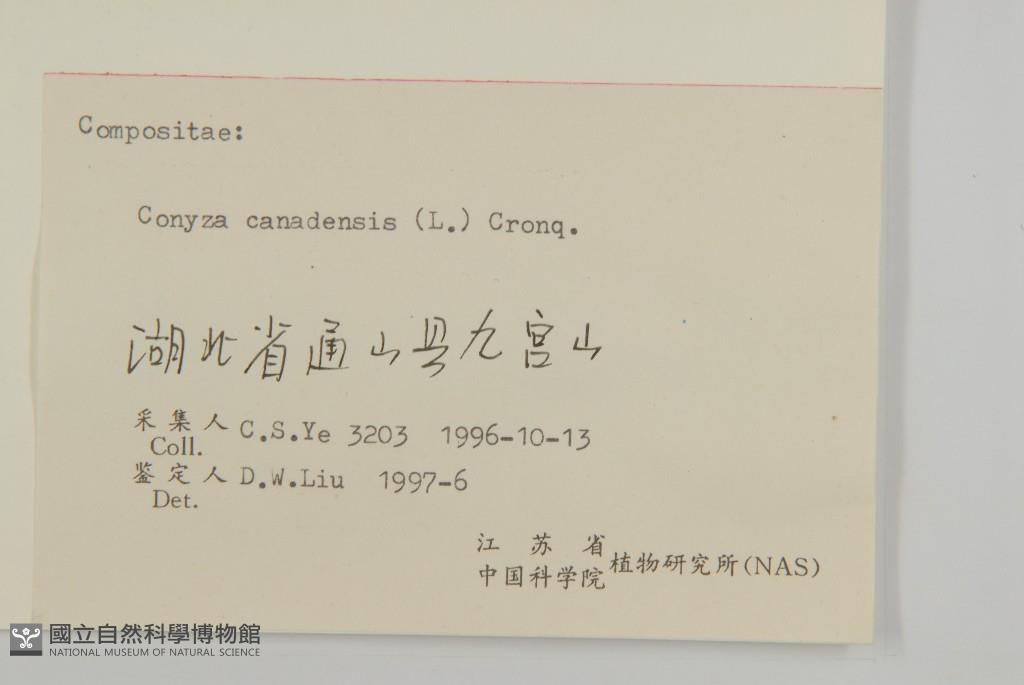 Compositae:
Conyza canadensis (L.) Cronq.
湖北省通山县九宫山
采集人 C.S.Ye 3203 1996-10-13
Coll.
鉴定人 D.W.Liu 1997-6
Det.
江苏省
中国科学院植物研究所(NAS)
國立自然科學博物館
NATIONAL MUSEUM OF NATURAL SCIENCE